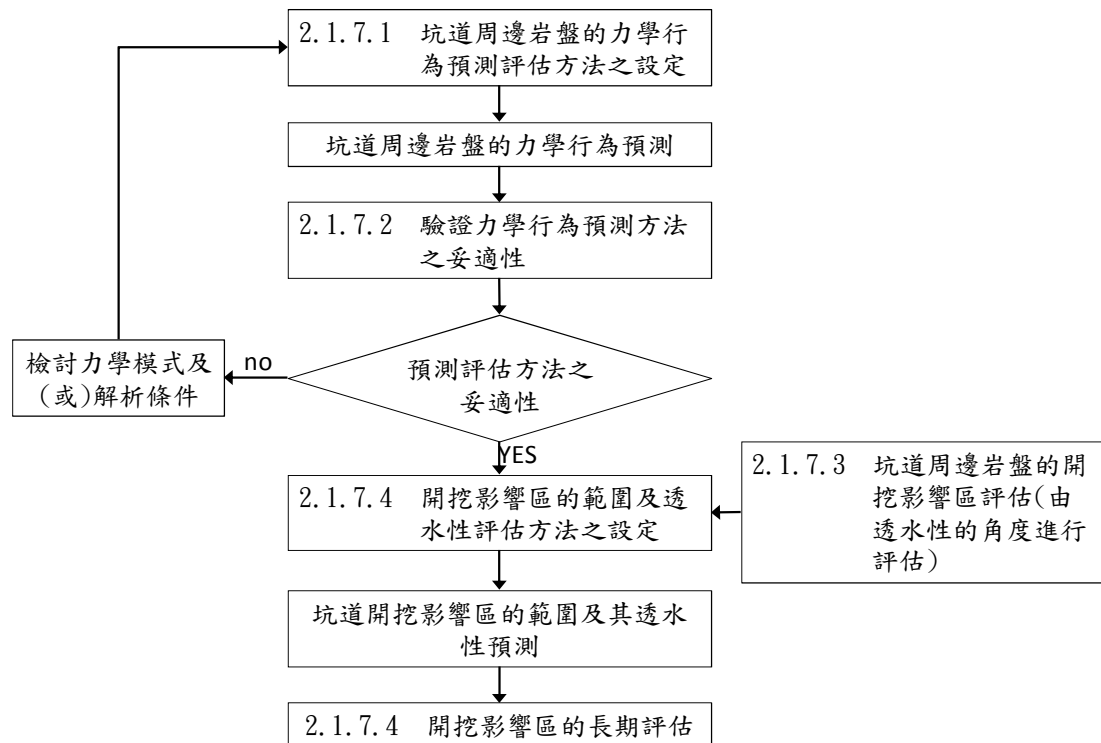 2.1.7.1 坑道周邊岩盤的力學行
為預測評估方法之設定
坑道周邊岩盤的力學行為預測
2.1.7.2 驗證力學行為預測方法
之妥適性
檢討力學模式及
(或)解析條件
no
預測評估方法之
妥適性
YES
2.1.7.3 坑道周邊岩盤的開
挖影響區評估(由
透水性的角度進行
評估)
2.1.7.4 開挖影響區的範圍及透
水性評估方法之設定
坑道開挖影響區的範圍及其透水
性預測
2.1.7.4 開挖影響區的長期評估